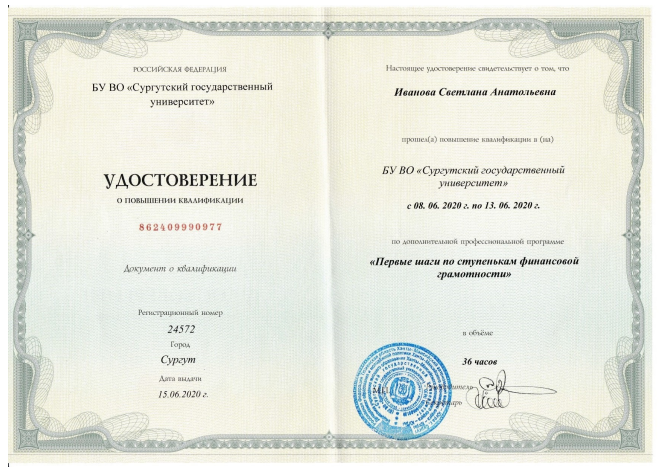 РОССИЙСКАЯ ФЕДЕРАЦИЯ
БУ ВО «Сургутский государственный
университет»
УДОСТОВЕРЕНИЕ
О ПОВЫШЕНИИ КВАЛИФИКАЦИИ
862409990977
Документ о квалификации
Регистрационный номер
24572
Город
Сургут
Дата выдачи
15.06.2020 г.
Настоящее удостоверение свидетельствует о том, что
Иванова Светлана Анатольевна
прошел(а) повышение квалификации в (на)
БУ ВО «Сургутский государственный
университет»
с 08. 06. 2020 г. по 13. 06. 2020 г.
по дополнительной профессиональной программе
«Первые шаги по ступенькам финансовой
грамотности»
в объёме
36 часов
М.П.
Руководитель
Секретарь